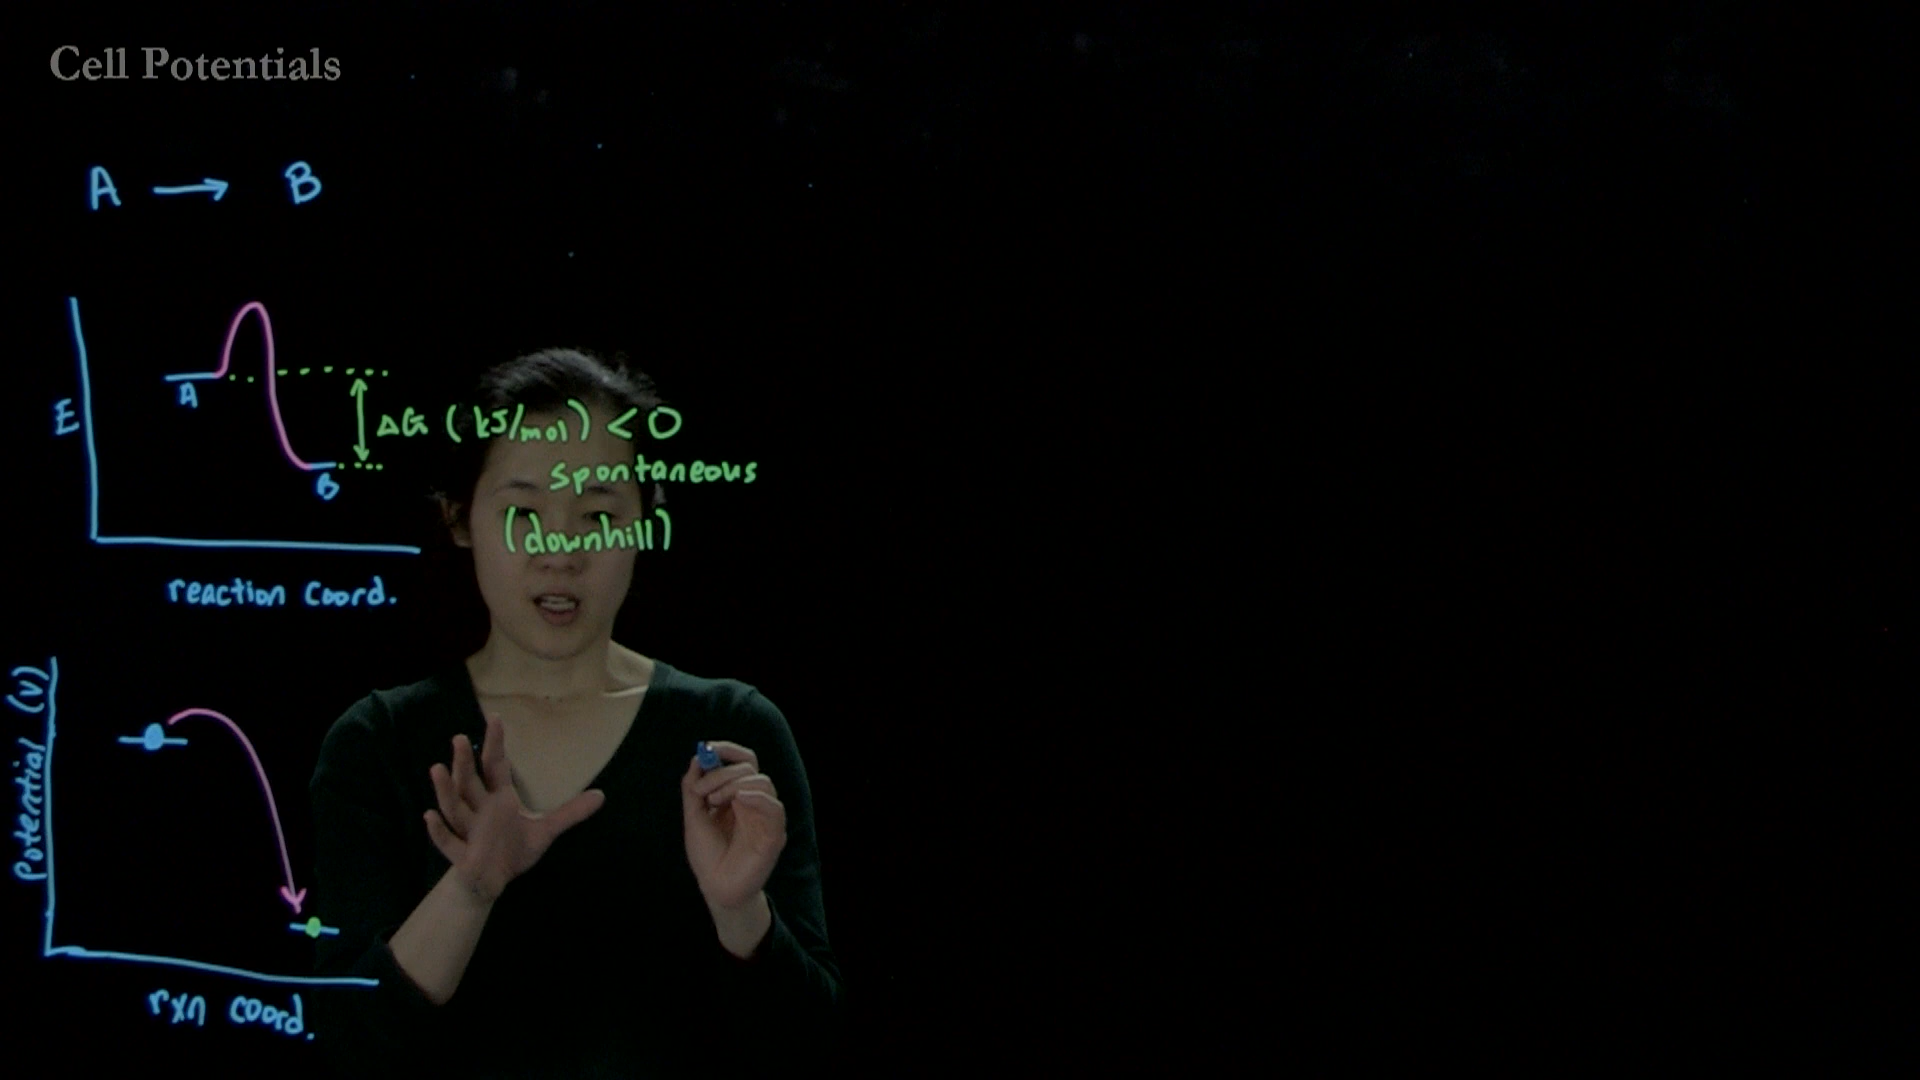 Cell Potentials
A → B
E
A
ΔG (kJ/mol) < 0
spontaneous
(downhill)
B
reaction coord.
Potential (V)
rxn coord.